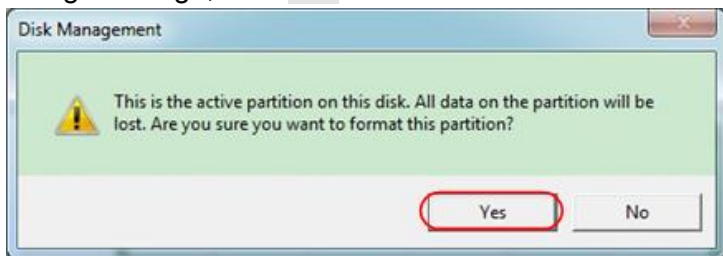 Disk Management
This is the active partition on this disk. All data on the partition will be
lost. Are you sure you want to format this partition?
Yes
No